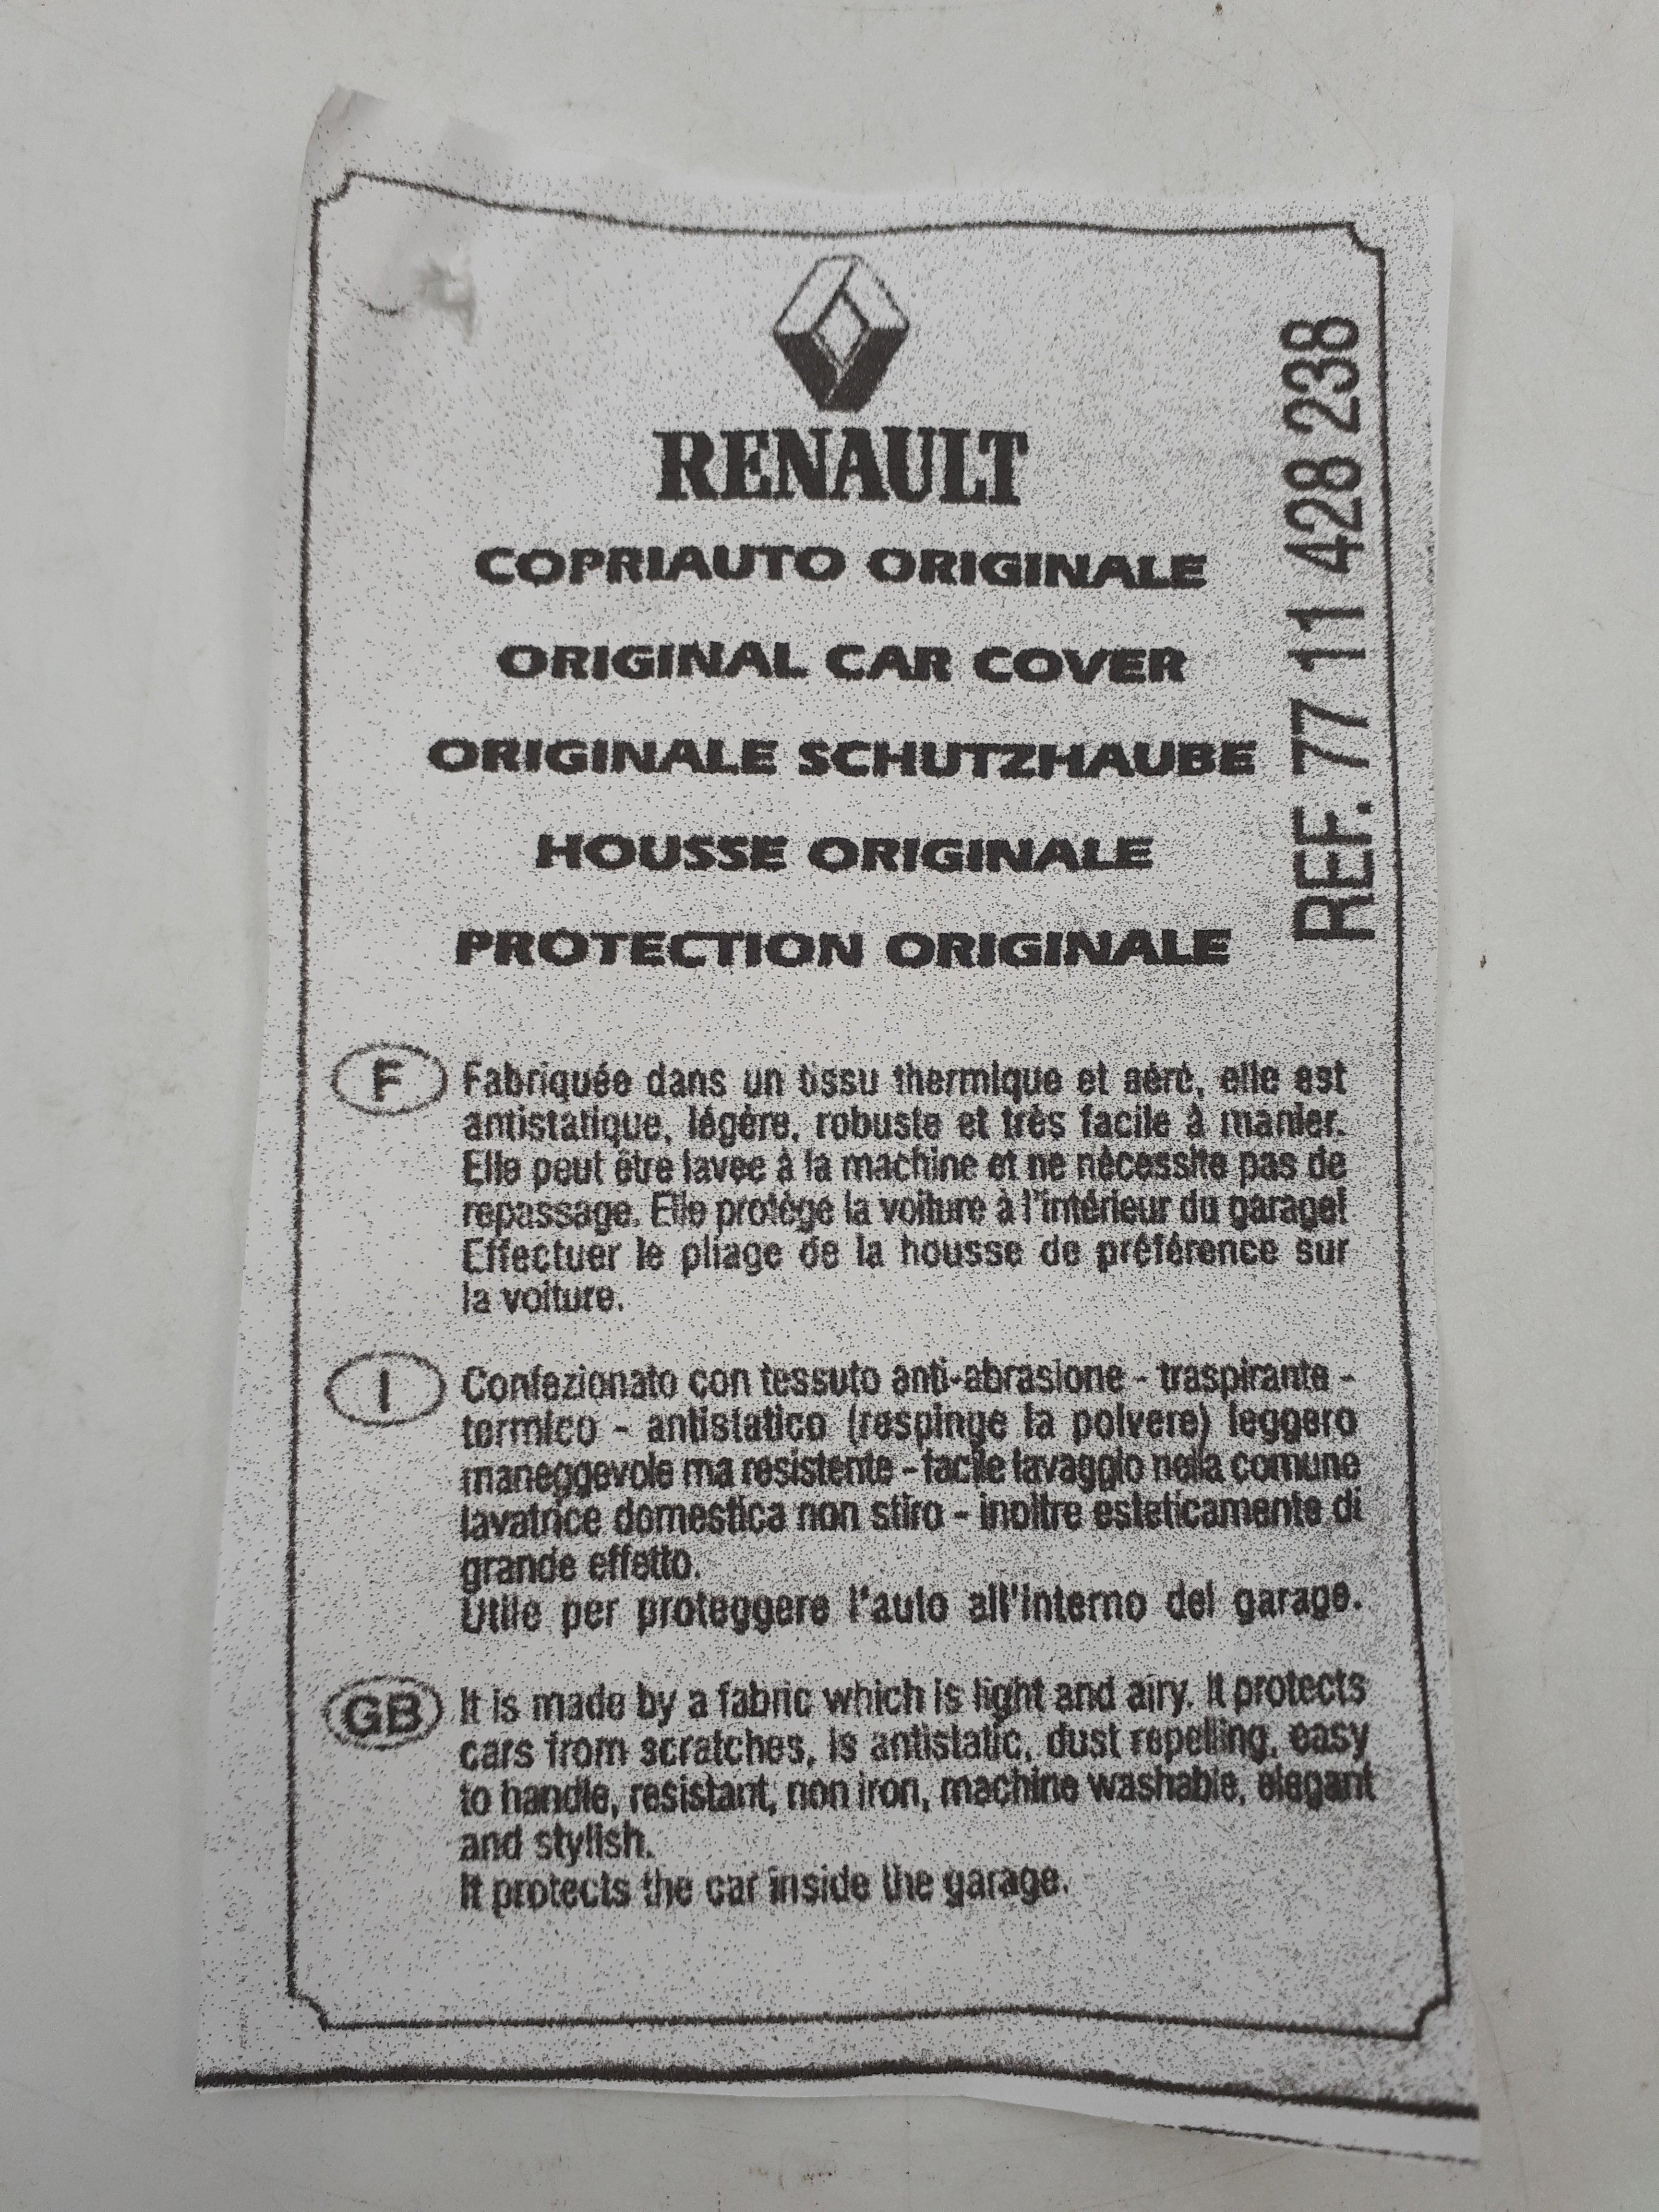 RENAULT
COPRIAUTO ORIGINALE
ORIGINAL CAR COVER
ORIGINALE SCHUTZHAUBE
HOUSSE ORIGINALE
PROTECTION ORIGINALE
REF. 77 11 428 238
F
Fabriquée dans un tissu thermique et aéré, elle est
antistatique, légère, robuste et très facile à manier.
Elle peut être lavée à la machine et ne nécessite pas de
repassage. Elle protège la voiture à l'intérieur du garage!
Effectuer le pliage de la housse de préférence sur
la voiture.
I
Confezionato con tessuto anti-abrasione - traspirante -
termico - antistatico (respinge la polvere) leggero
maneggevole ma resistente - facile lavaggio nella comune
lavatrice domestica non stiro - inoltre esteticamente di
grande effetto.
Utile per proteggere l'auto all'interno del garage.
GB
It is made by a fabric which is light and airy. It protects
cars from scratches, is antistatic, dust repelling, easy
to handle, resistant, non iron, machine washable, elegant
and stylish.
It protects the car inside the garage.